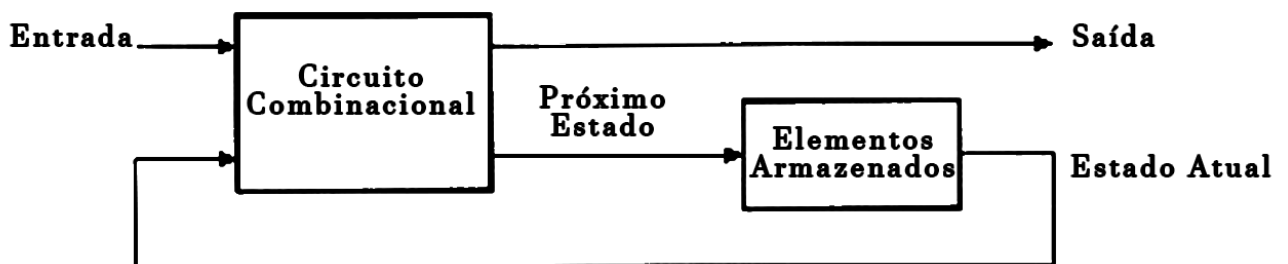 Entrada
Circuito
Combinacional
Saída
Próximo
Estado
Elementos
Armazenados
Estado Atual